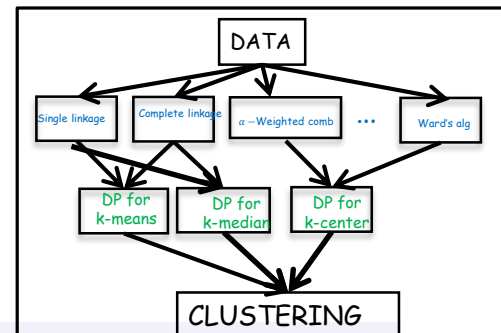 DATA
Single linkage
Complete linkage
α-Weighted comb
...
Ward's alg
DP for
k-means
DP for
k-median
DP for
k-center
CLUSTERING